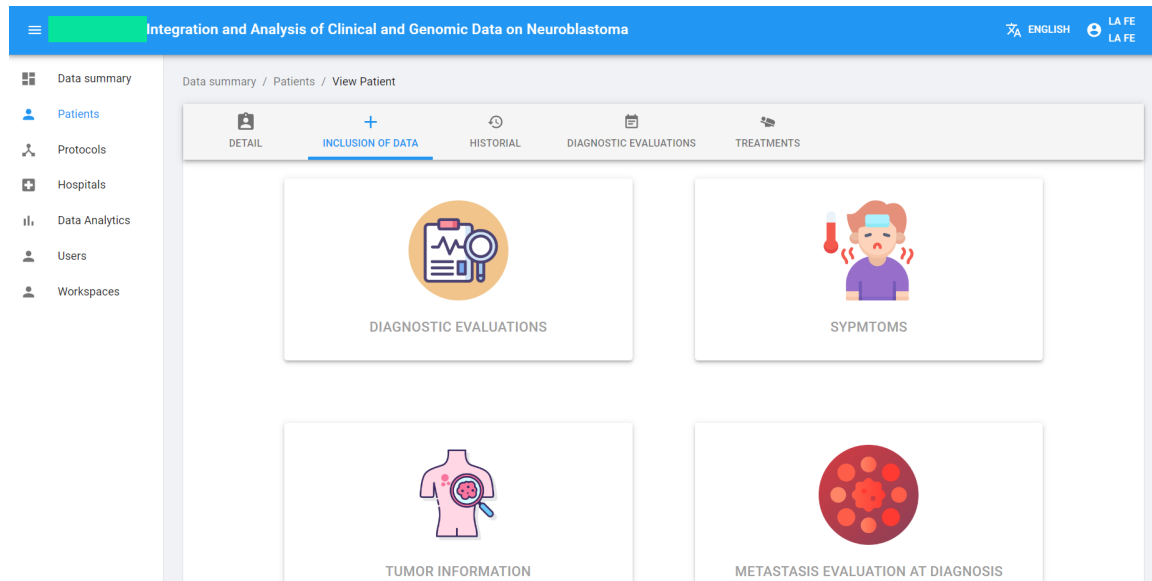 Integration and Analysis of Clinical and Genomic Data on Neuroblastoma
ENGLISH
LA FE
LA FE
Data summary
Patients
Protocols
Hospitals
Data Analytics
Users
Workspaces
Data summary / Patients / View Patient
DETAIL
INCLUSION OF DATA
HISTORIAL
DIAGNOSTIC EVALUATIONS
TREATMENTS
DIAGNOSTIC EVALUATIONS
SYPMTOMS
TUMOR INFORMATION
METASTASIS EVALUATION AT DIAGNOSIS